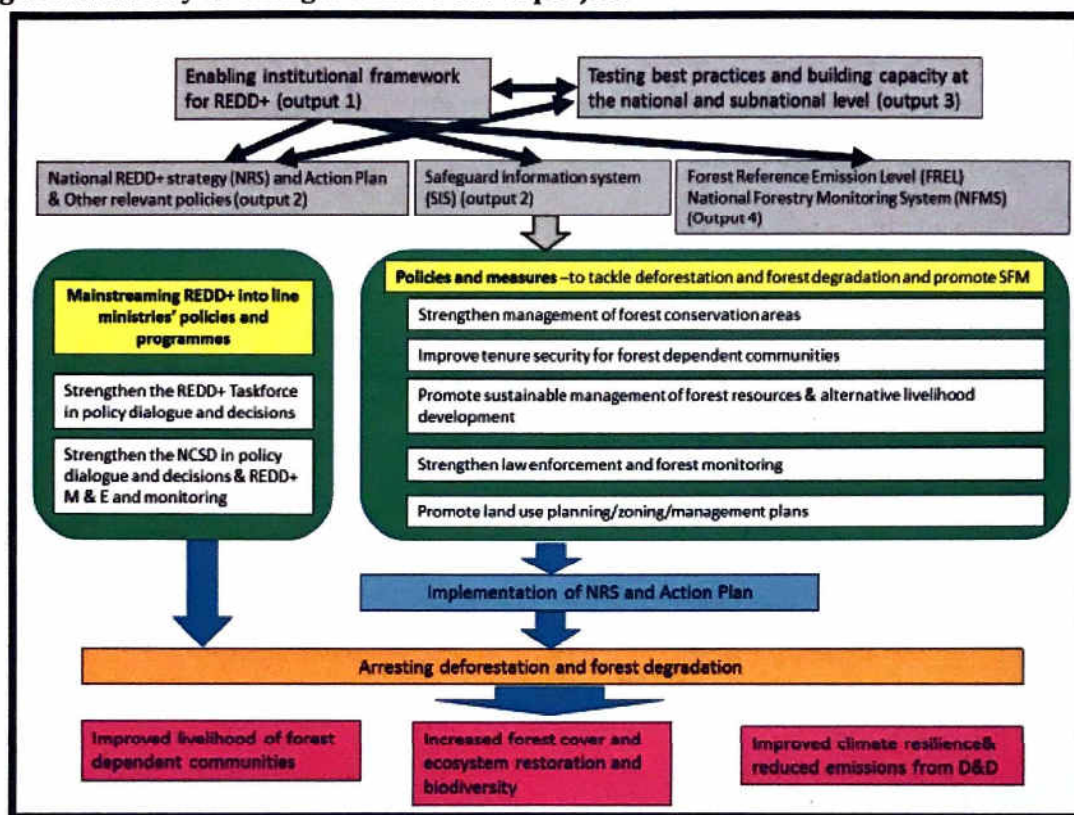 Enabling institutional framework
for REDD+ (output 1)
Testing best practices and building capacity at
the national and subnational level (output 3)
National REDD+ strategy (NRS) and Action Plan
& Other relevant policies (output 2)
Safeguard information system
(SIS) (output 2)
Forest Reference Emission Level (FREL)
National Forestry Monitoring System (NFMS)
(Output 4)
Mainstreaming REDD+ into line
ministries' policies and
programmes
Strengthen the REDD+ Taskforce
in policy dialogue and decisions
Strengthen the NCSD in policy
dialogue and decisions & REDD+
M & E and monitoring
Policies and measures –to tackle deforestation and forest degradation and promote SFM
Strengthen management of forest conservation areas
Improve tenure security for forest dependent communities
Promote sustainable management of forest resources & alternative livelihood
development
Strengthen law enforcement and forest monitoring
Promote land use planning/zoning/management plans
Implementation of NRS and Action Plan
Arresting deforestation and forest degradation
Improved livelihood of forest
dependent communities
Increased forest cover and
ecosystem restoration and
biodiversity
Improved climate resilience&
reduced emissions from D&D